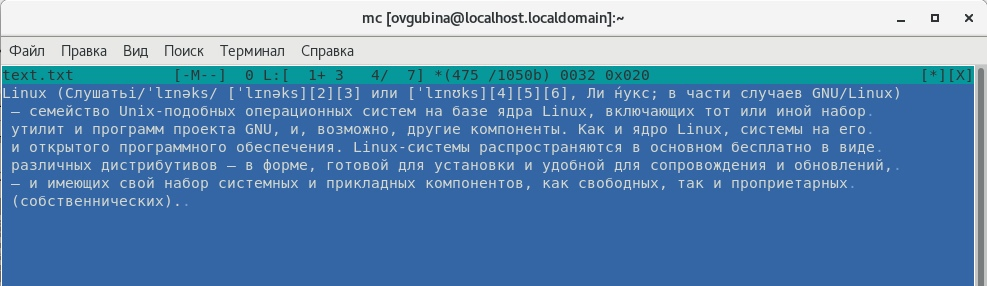 mc [ovgubina@localhost.localdomain]:~
Файл Правка Вид Поиск Терминал Справка
text.txt [-M--] 0 L:[ 1+ 3 4/ 7] *(475 /1050b) 0032 0x020 [*][X]
Linux (Слушатьi/ˈlɪnəks/ [ˈlɪnəks][2][3] или [ˈlɪnʊks][4][5][6], Ли ́нукс; в части случаев GNU/Linux)
— семейство Unix-подобных операционных систем на базе ядра Linux, включающих тот или иной набор.
утилит и программ проекта GNU, и, возможно, другие компоненты. Как и ядро Linux, системы на его.
и открытого программного обеспечения. Linux-системы распространяются в основном бесплатно в виде.
различных дистрибутивов — в форме, готовой для установки и удобной для сопровождения и обновлений,.
— и имеющих свой набор системных и прикладных компонентов, как свободных, так и проприетарных.
(собственнических)..